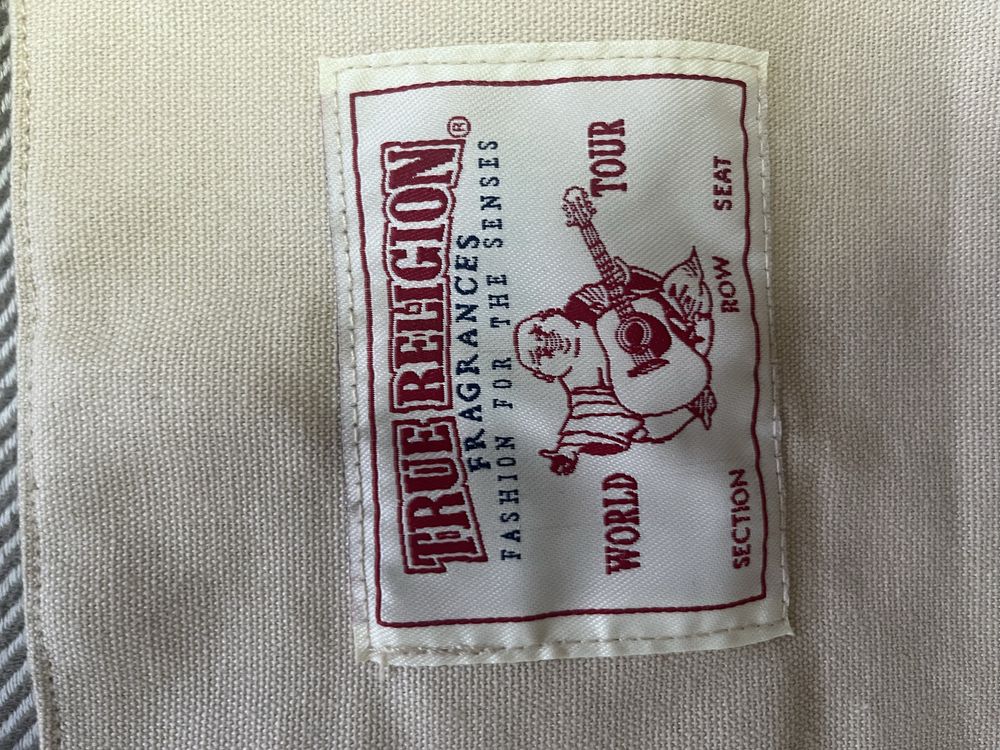 TRUE RELIGION®
FRAGRANCES
FASHION FOR THE SENSES
WORLD TOUR
SECTION ROW SEAT